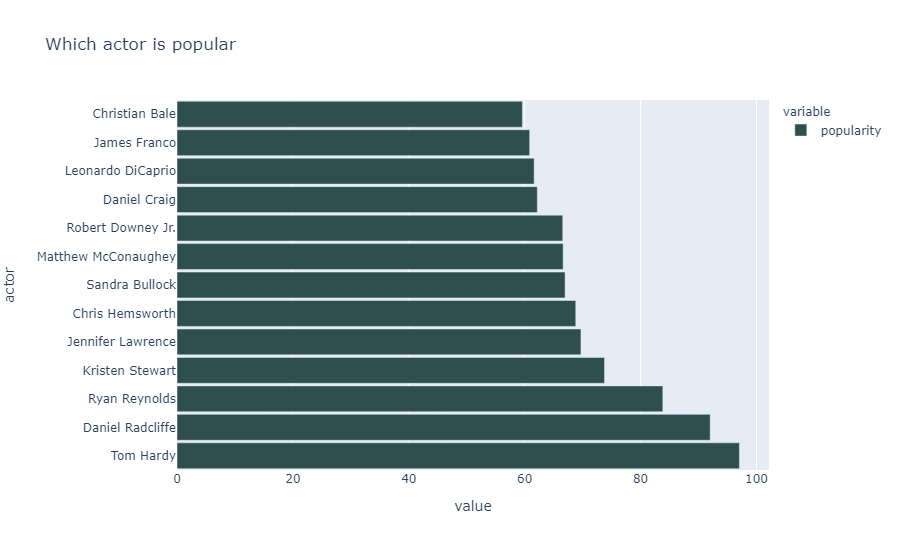 Which actor is popular
actor
Christian Bale
James Franco
Leonardo DiCaprio
Daniel Craig
Robert Downey Jr.
Matthew McConaughey
Sandra Bullock
Chris Hemsworth
Jennifer Lawrence
Kristen Stewart
Ryan Reynolds
Daniel Radcliffe
Tom Hardy
0 20 40 60 80 100
value
variable
popularity